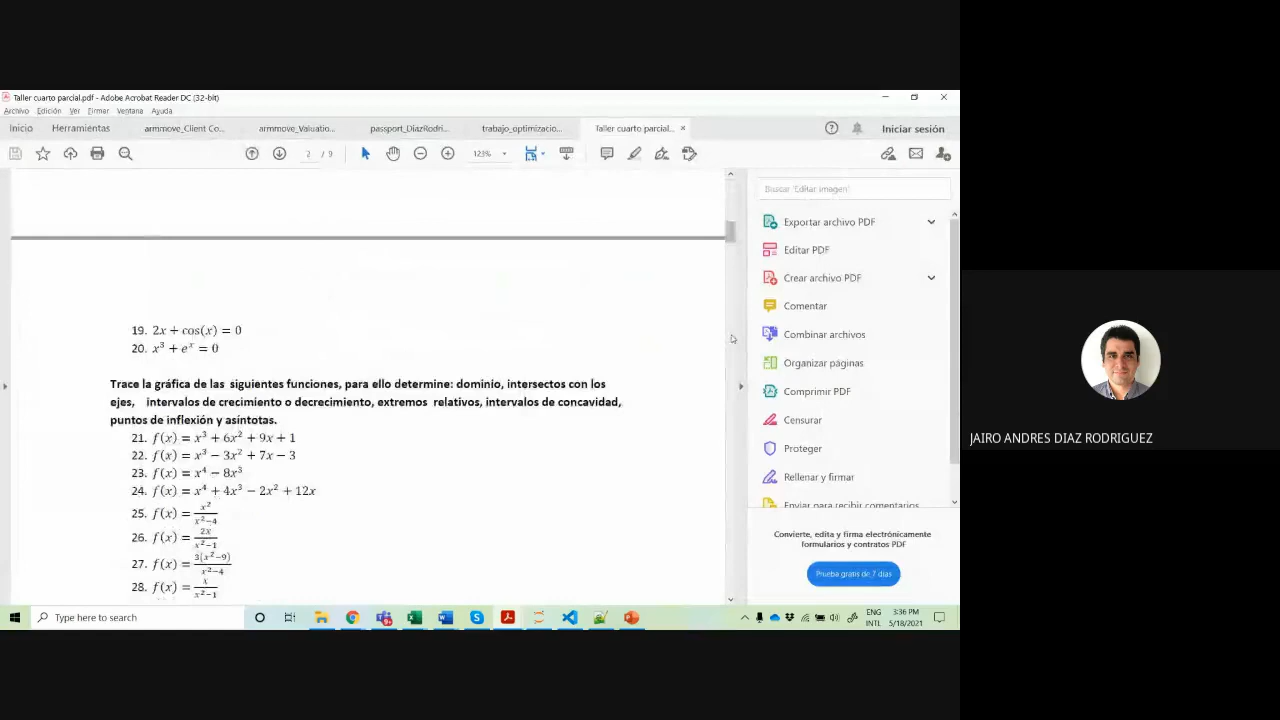 Taller cuarto parcial.pdf - Adobe Acrobat Reader DC (32-bit)
Archivo Edición Ver Firmar Ventana Ayuda
Inicio Herramientas armmove_Client Co... armmove_Valuatio... passport_DiazRodri... trabajo_optimizacio... Taller cuarto parcial... × Iniciar sesión
2 / 9 123%
Buscar 'Editar imagen'
Exportar archivo PDF
Editar PDF
Crear archivo PDF
Comentar
Combinar archivos
Organizar páginas
Comprimir PDF
Censurar
Proteger
Rellenar y firmar
Enviar para recibir comentarios
Convierte, edita y firma electrónicamente
formularios y contratos PDF
Prueba gratis de 7 días
19. 2x + cos(x) = 0
20. x³ + eˣ = 0
Trace la gráfica de las siguientes funciones, para ello determine: dominio, intersectos con los
ejes, intervalos de crecimiento o decrecimiento, extremos relativos, intervalos de concavidad,
puntos de inflexión y asíntotas.
21. f(x) = x³ + 6x² + 9x + 1
22. f(x) = x³ − 3x² + 7x − 3
23. f(x) = x⁴ − 8x³
24. f(x) = x⁴ + 4x³ − 2x² + 12x
25. f(x) = x²/(x²−4)
26. f(x) = 2x/(x²−1)
27. f(x) = 3(x²−9)/(x²−4)
28. f(x) = x/(x²−1)
Type here to search
ENG 3:36 PM
INTL 5/18/2021
JAIRO ANDRES DIAZ RODRIGUEZ